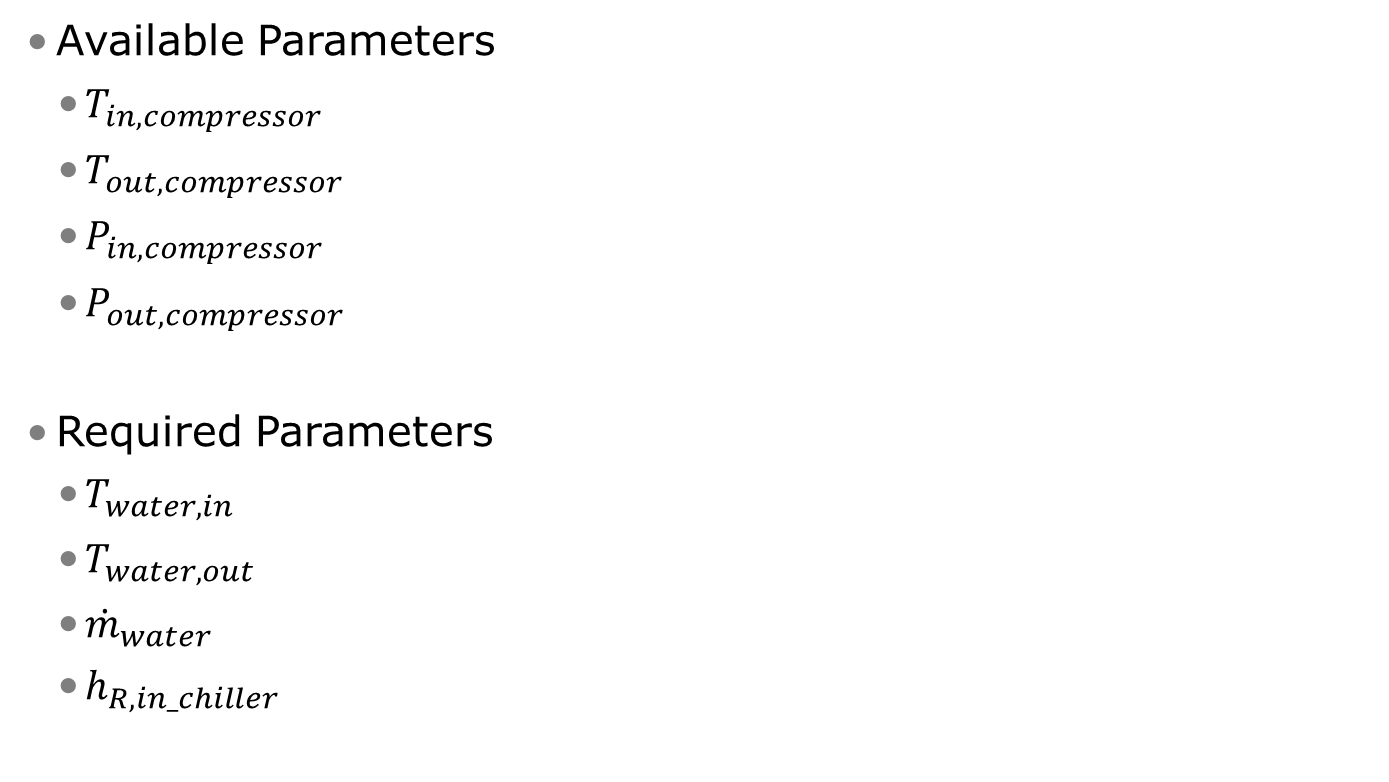 • Available Parameters
• T_{in,compressor}
• T_{out,compressor}
• P_{in,compressor}
• P_{out,compressor}
• Required Parameters
• T_{water,in}
• T_{water,out}
• ṁ_{water}
• h_{R,in_chiller}